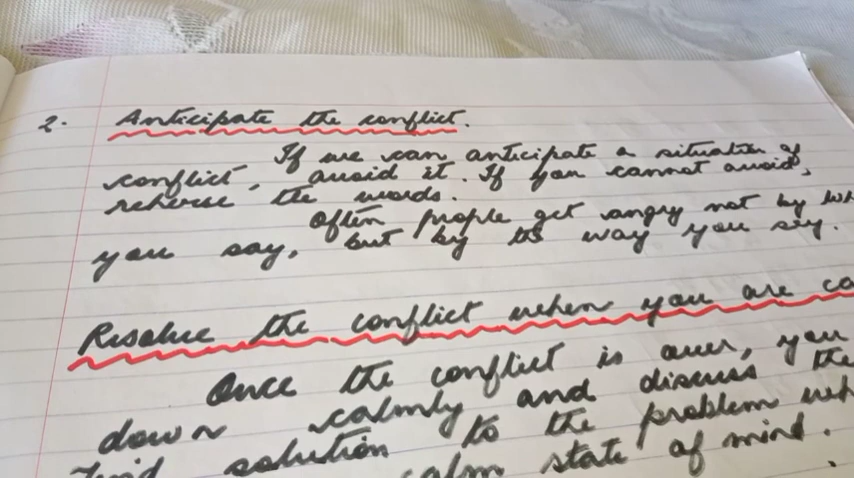 2. Anticipate the conflict.
If we can anticipate a situation of
conflict, avoid it. If you cannot avoid,
reherse the words.
Often people get angry not by
you say, but by the way you say.
Resolve the conflict when you are
Once the conflict is over, you
down calmly and discuss the
find solution to the problem
calm state of mind.